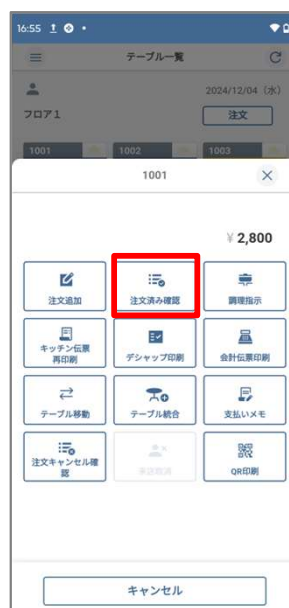 16:55
テーブル一覧
2024/12/04（水）
フロア1
注文
1001 1002 1003
1001
¥ 2,800
注文追加 注文済み確認 調理指示
キッチン伝票
再印刷
デシャップ印刷 会計伝票印刷
テーブル移動 テーブル統合 支払いメモ
注文キャンセル確
認
来店取消
QR印刷
キャンセル